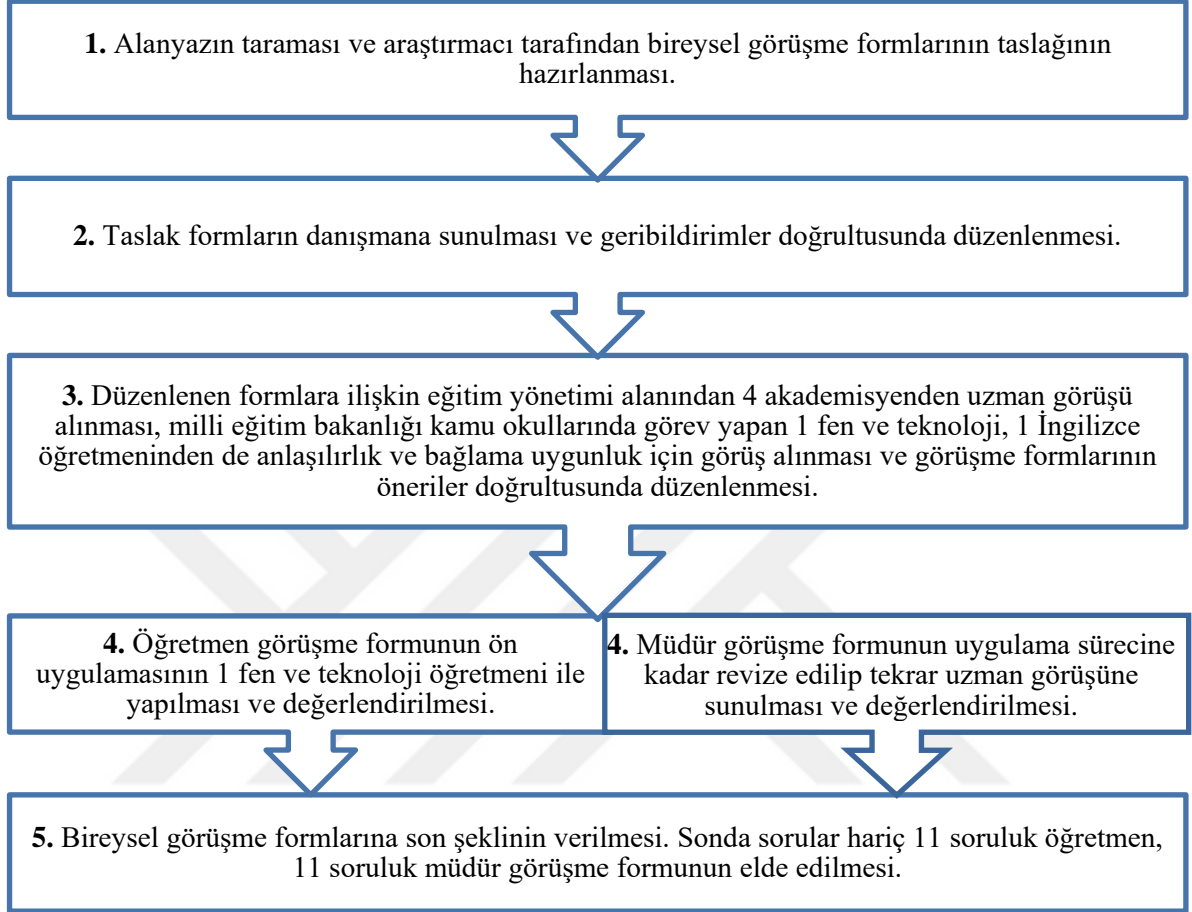 1. Alanyazın taraması ve araştırmacı tarafından bireysel görüşme formlarının taslağının
hazırlanması.
2. Taslak formların danışmana sunulması ve geribildirimler doğrultusunda düzenlenmesi.
3. Düzenlenen formlara ilişkin eğitim yönetimi alanından 4 akademisyenden uzman görüşü
alınması, milli eğitim bakanlığı kamu okullarında görev yapan 1 fen ve teknoloji, 1 İngilizce
öğretmeninden de anlaşılırlık ve bağlama uygunluk için görüş alınması ve görüşme formlarının
öneriler doğrultusunda düzenlenmesi.
4. Öğretmen görüşme formunun ön
uygulamasının 1 fen ve teknoloji öğretmeni ile
yapılması ve değerlendirilmesi.
4. Müdür görüşme formunun uygulama sürecine
kadar revize edilip tekrar uzman görüşüne
sunulması ve değerlendirilmesi.
5. Bireysel görüşme formlarına son şeklinin verilmesi. Sonda sorular hariç 11 soruluk öğretmen,
11 soruluk müdür görüşme formunun elde edilmesi.